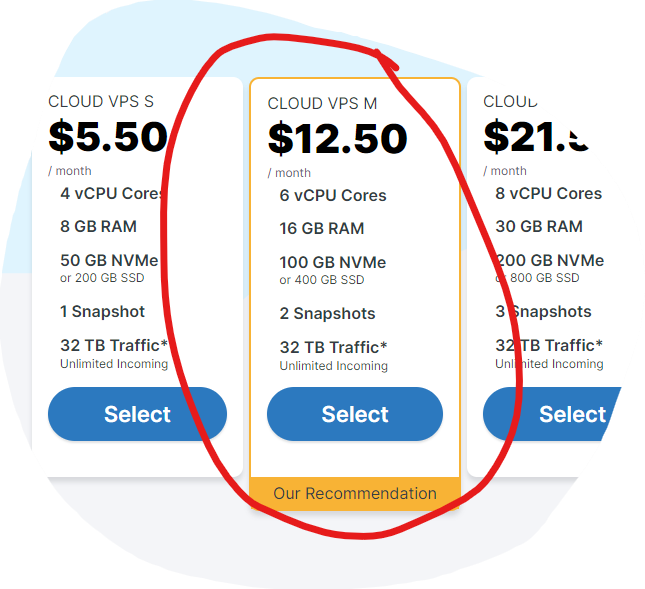 CLOUD VPS S
$5.50
/ month
4 vCPU Cores
8 GB RAM
50 GB NVMe
or 200 GB SSD
1 Snapshot
32 TB Traffic*
Unlimited Incoming
Select
CLOUD VPS M
$12.50
/ month
6 vCPU Cores
16 GB RAM
100 GB NVMe
or 400 GB SSD
2 Snapshots
32 TB Traffic*
Unlimited Incoming
Select
Our Recommendation
CLOUD
/ month
8 vCPU Cores
30 GB RAM
200 GB NVMe
or 800 GB SSD
3 Snapshots
32 TB Traffic*
Unlimited Incoming
Select